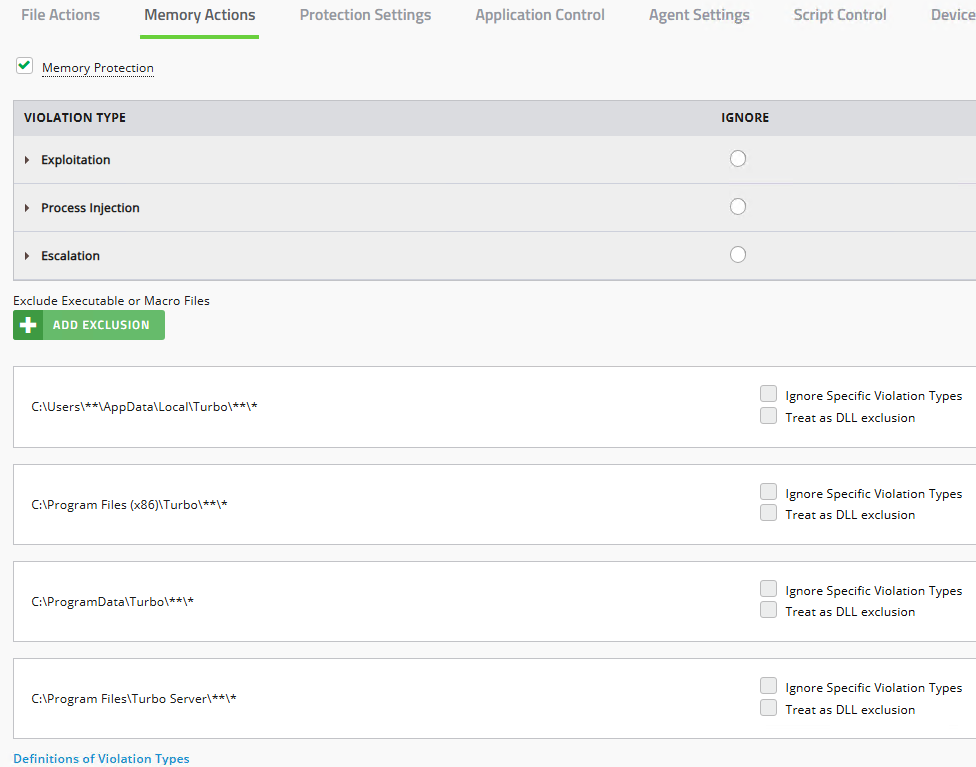 File Actions Memory Actions Protection Settings Application Control Agent Settings Script Control Device
Memory Protection
VIOLATION TYPE IGNORE
Exploitation
Process Injection
Escalation
Exclude Executable or Macro Files
ADD EXCLUSION
C:\Users\**\AppData\Local\Turbo\**\*
Ignore Specific Violation Types
Treat as DLL exclusion
C:\Program Files (x86)\Turbo\**\*
Ignore Specific Violation Types
Treat as DLL exclusion
C:\ProgramData\Turbo\**\*
Ignore Specific Violation Types
Treat as DLL exclusion
C:\Program Files\Turbo Server\**\*
Ignore Specific Violation Types
Treat as DLL exclusion
Definitions of Violation Types